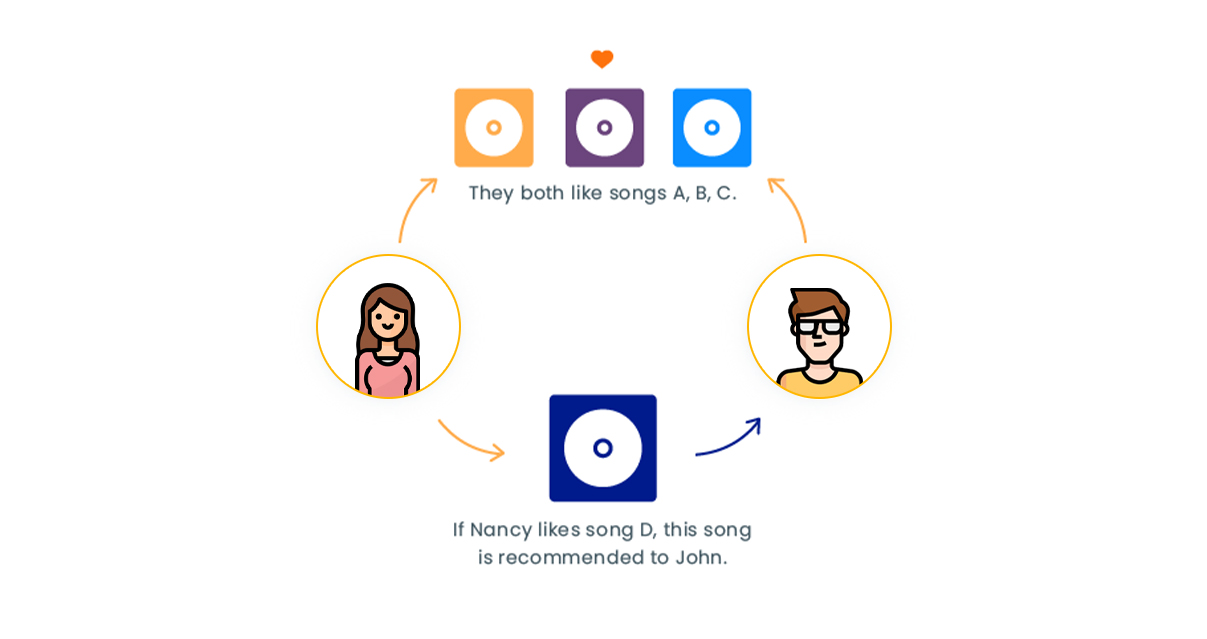 They both like songs A, B, C.
If Nancy likes song D, this song
is recommended to John.